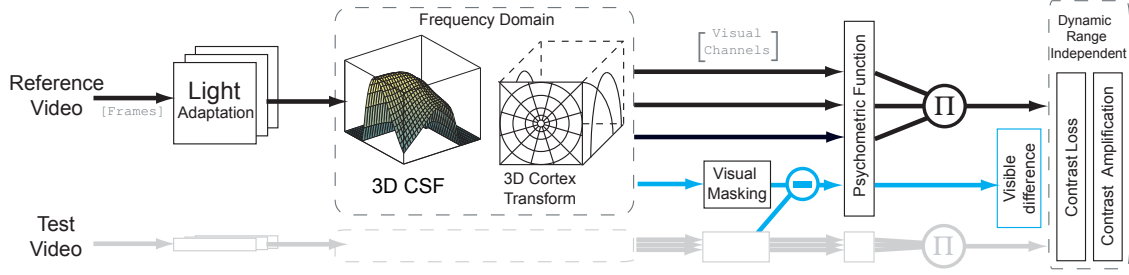 Frequency Domain
Dynamic
Range
Independent
[Visual
Channels]
Reference
Video
[Frames]
Light
Adaptation
3D CSF
3D Cortex
Transform
Psychometric Function
Π
Visual
Masking
Visible
difference
Contrast Loss
Contrast Amplification
Test
Video
Π